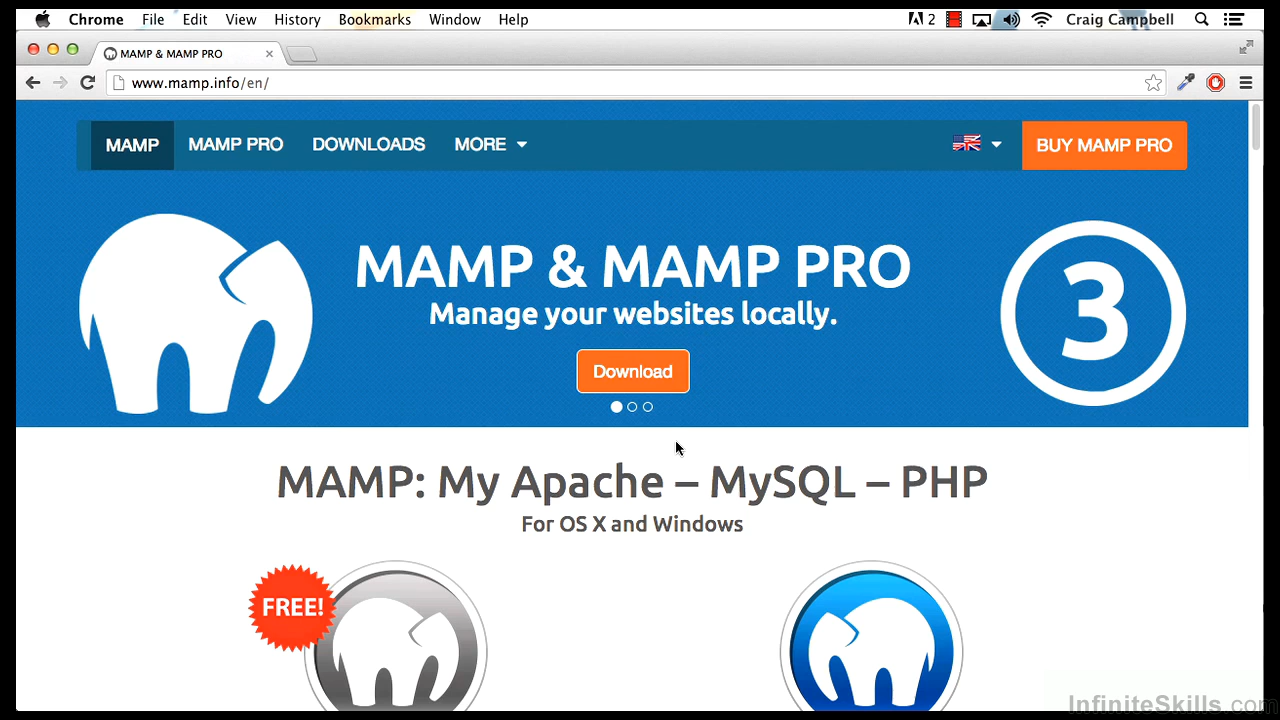 Chrome File Edit View History Bookmarks Window Help 2 Craig Campbell
MAMP & MAMP PRO
www.mamp.info/en/
MAMP MAMP PRO DOWNLOADS MORE BUY MAMP PRO
MAMP & MAMP PRO
3
Manage your websites locally.
Download
MAMP: My Apache – MySQL – PHP
For OS X and Windows
FREE!
InfiniteSkills.com